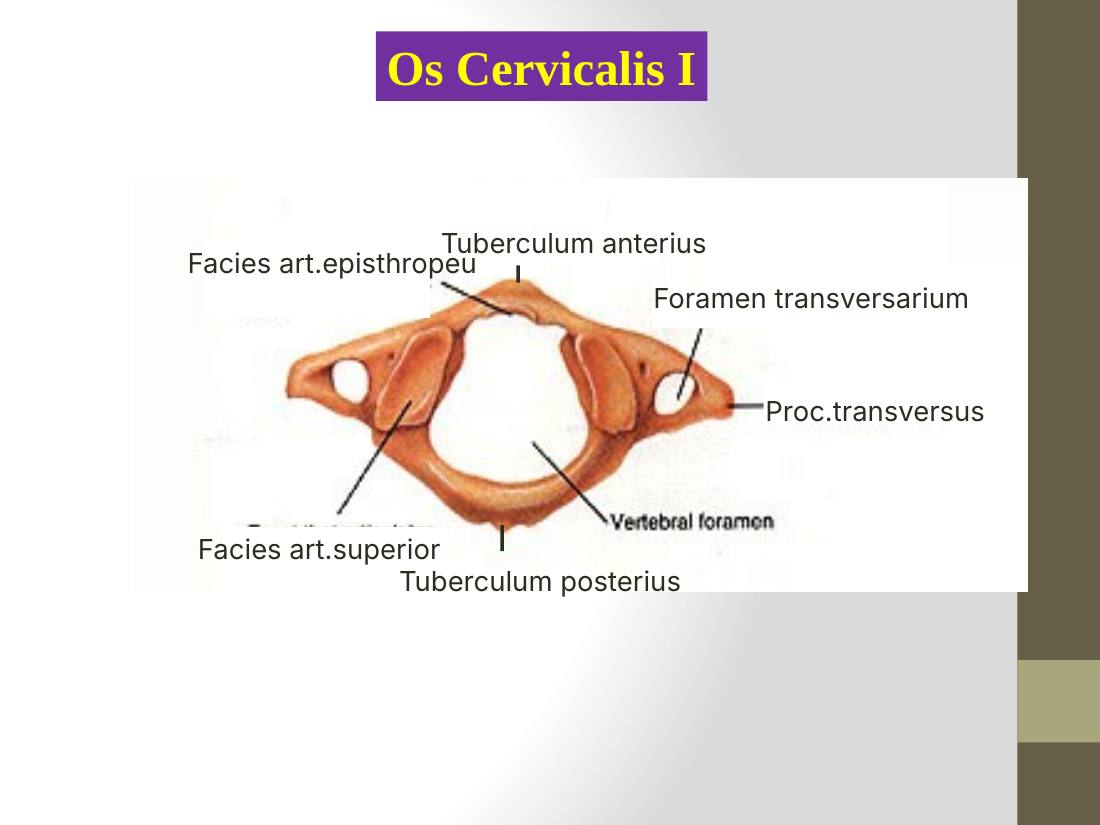 Os Cervicalis I
Tuberculum anterius
Facies art.episthropeu
Foramen transversarium
Proc.transversus
Vertebral foramen
Facies art.superior
Tuberculum posterius